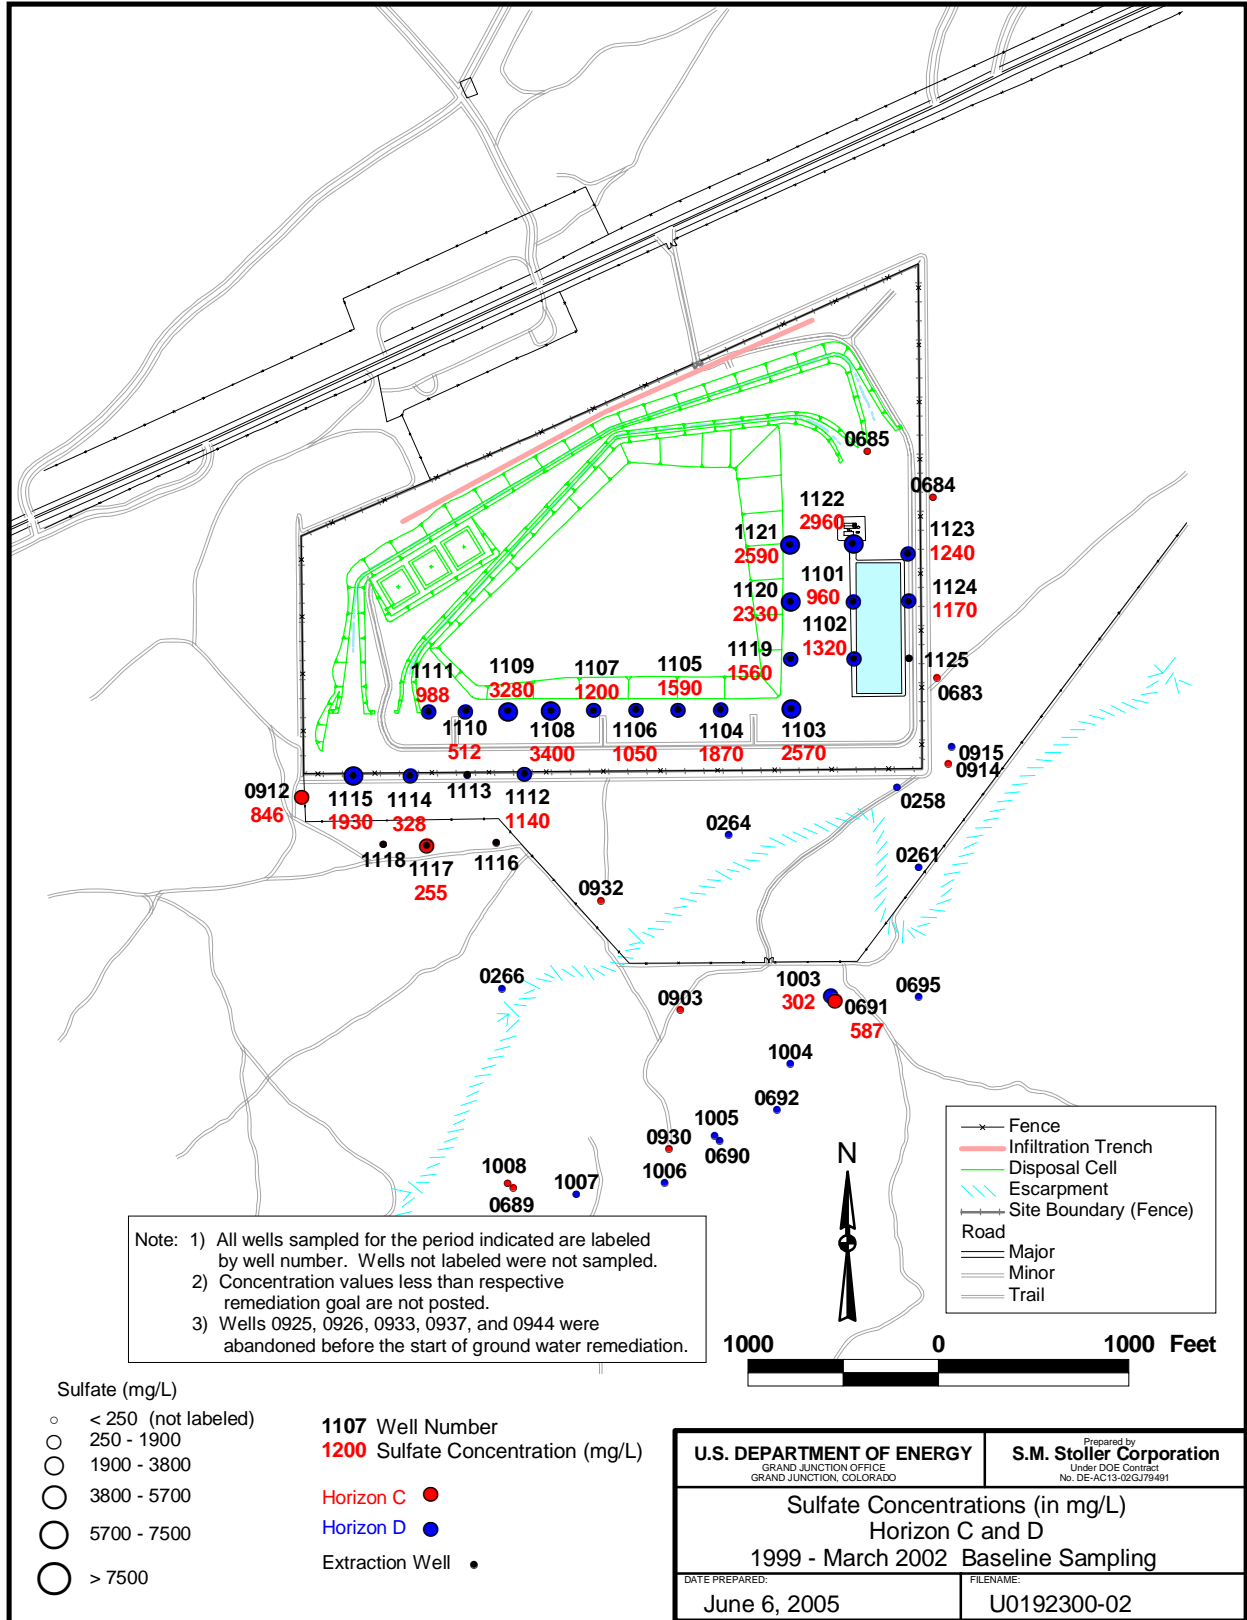 0685
0684
1122
2960
1121
2590
1123
1240
1101
960
1120
2330
1124
1170
1102
1320
1119
1560
1125
0683
1111
988
1109
3280
1107
1200
1105
1590
1110
512
1108
3400
1106
1050
1104
1870
1103
2570
0915
0914
0912
846
1115
1930
1114
328
1113
1112
1140
0258
0264
0261
1118
1117
255
1116
0932
0266
0903
1003
302
0691
587
0695
1004
0692
1005
0690
0930
1006
1008
0689
1007
N
Fence
Infiltration Trench
Disposal Cell
Escarpment
Site Boundary (Fence)
Road
Major
Minor
Trail
Note: 1) All wells sampled for the period indicated are labeled
by well number. Wells not labeled were not sampled.
2) Concentration values less than respective
remediation goal are not posted.
3) Wells 0925, 0926, 0933, 0937, and 0944 were
abandoned before the start of ground water remediation.
1000 0 1000 Feet
Sulfate (mg/L)
< 250 (not labeled)
250 - 1900
1900 - 3800
3800 - 5700
5700 - 7500
> 7500
1107 Well Number
1200 Sulfate Concentration (mg/L)
Horizon C
Horizon D
Extraction Well
U.S. DEPARTMENT OF ENERGY
GRAND JUNCTION OFFICE
GRAND JUNCTION, COLORADO
Prepared by
S.M. Stoller Corporation
Under DOE Contract
No. DE-AC13-02GJ79491
Sulfate Concentrations (in mg/L)
Horizon C and D
1999 - March 2002 Baseline Sampling
DATE PREPARED:
June 6, 2005
FILENAME:
U0192300-02